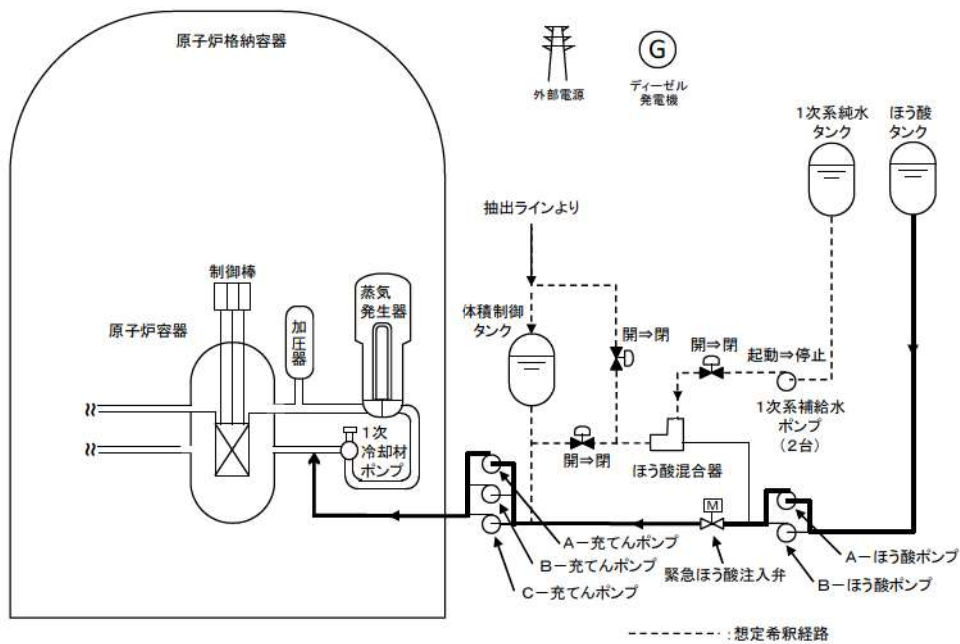 原子炉格納容器
外部電源
G
ディーゼル
発電機
1次系純水
タンク
ほう酸
タンク
抽出ラインより
制御棒
蒸気
発生器
体積制御
タンク
原子炉容器
加圧器
開⇒閉
開⇒閉
起動⇒停止
1次
冷却材
ポンプ
1次系補給水
ポンプ
(2台)
開⇒閉
ほう酸混合器
M
A-充てんポンプ
B-充てんポンプ
C-充てんポンプ
緊急ほう酸注入弁
A-ほう酸ポンプ
B-ほう酸ポンプ
:想定希釈経路